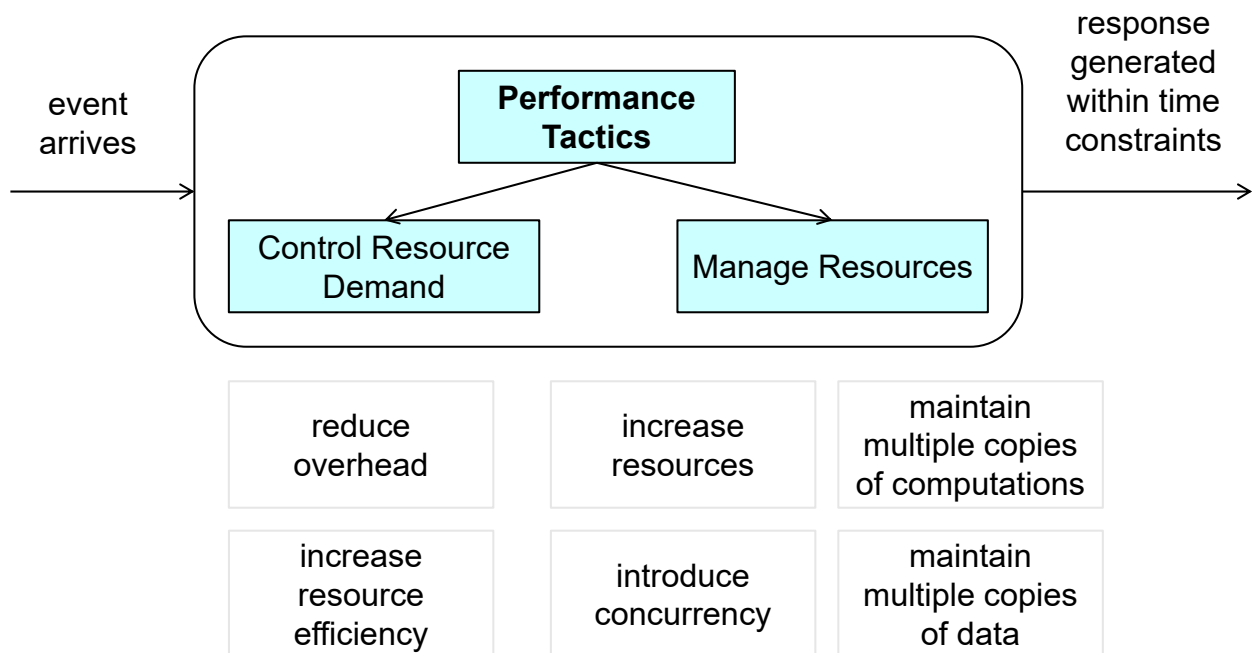 event
arrives
Performance
Tactics
response
generated
within time
constraints
Control Resource
Demand
Manage Resources
reduce
overhead
increase
resources
maintain
multiple copies
of computations
increase
resource
efficiency
introduce
concurrency
maintain
multiple copies
of data